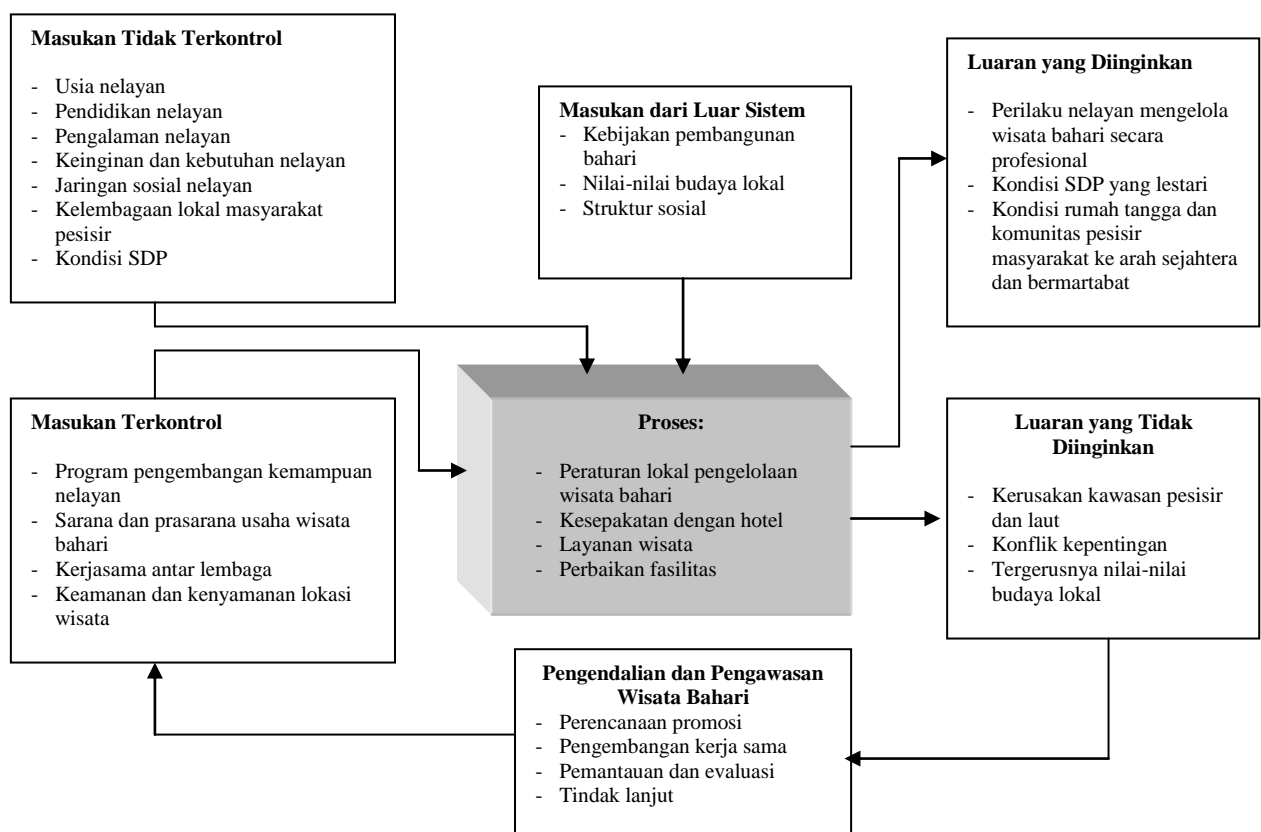 Masukan Tidak Terkontrol
- Usia nelayan
- Pendidikan nelayan
- Pengalaman nelayan
- Keinginan dan kebutuhan nelayan
- Jaringan sosial nelayan
- Kelembagaan lokal masyarakat
pesisir
- Kondisi SDP
Masukan dari Luar Sistem
- Kebijakan pembangunan
bahari
- Nilai-nilai budaya lokal
- Struktur sosial
Luaran yang Diinginkan
- Perilaku nelayan mengelola
wisata bahari secara
profesional
- Kondisi SDP yang lestari
- Kondisi rumah tangga dan
komunitas pesisir
masyarakat ke arah sejahtera
dan bermartabat
Masukan Terkontrol
- Program pengembangan kemampuan
nelayan
- Sarana dan prasarana usaha wisata
bahari
- Kerjasama antar lembaga
- Keamanan dan kenyamanan lokasi
wisata
Proses:
- Peraturan lokal pengelolaan
wisata bahari
- Kesepakatan dengan hotel
- Layanan wisata
- Perbaikan fasilitas
Luaran yang Tidak
Diinginkan
- Kerusakan kawasan pesisir
dan laut
- Konflik kepentingan
- Tergerusnya nilai-nilai
budaya lokal
Pengendalian dan Pengawasan
Wisata Bahari
- Perencanaan promosi
- Pengembangan kerja sama
- Pemantauan dan evaluasi
- Tindak lanjut